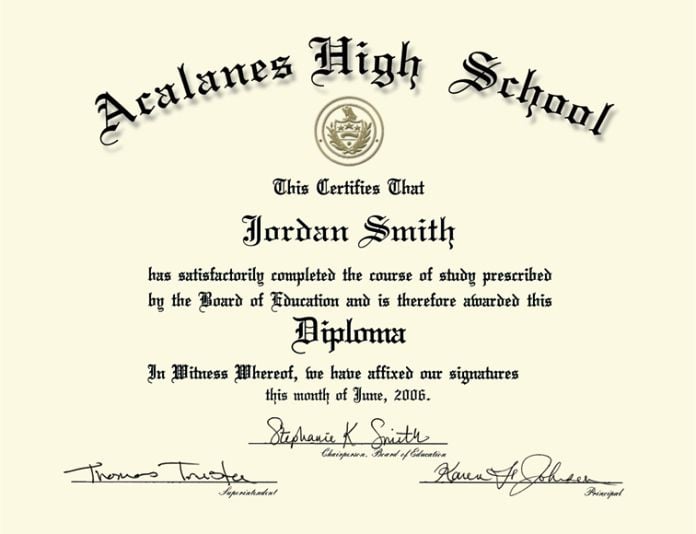 Acalanes High School
This Certifies That
Jordan Smith
has satisfactorily completed the course of study prescribed
by the Board of Education and is therefore awarded this
Diploma
In Witness Whereof, we have affixed our signatures
this month of June, 2006.
Stephanie K Smith
Chairperson, Board of Education
Thomas
Superintendent
Karen
Principal